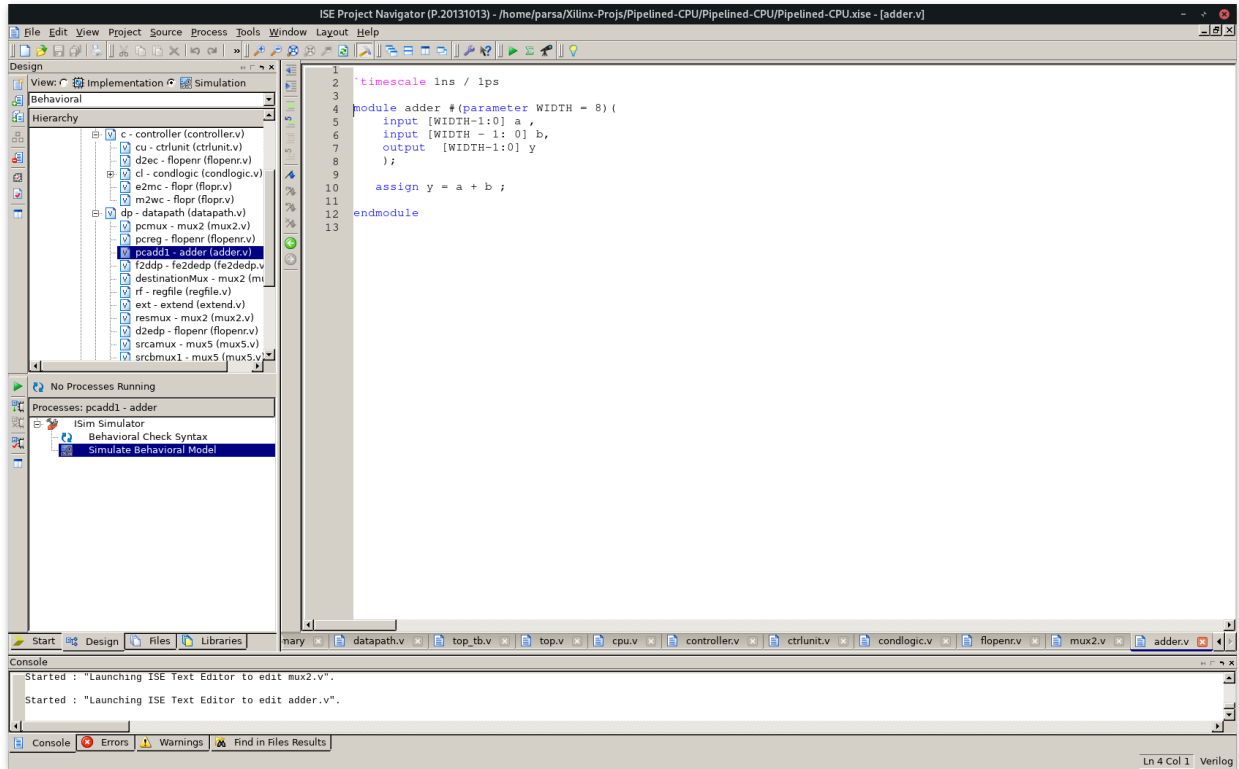 ISE Project Navigator (P.20131013) - /home/parsa/Xilinx-Projs/Pipelined-CPU/Pipelined-CPU/Pipelined-CPU.xise - [adder.v]
File Edit View Project Source Process Tools Window Layout Help
Design
View: Implementation Simulation
Behavioral
Hierarchy
c - controller (controller.v)
cu - ctrlunit (ctrlunit.v)
d2ec - flopenr (flopenr.v)
cl - condlogic (condlogic.v)
e2mc - flopr (flopr.v)
m2wc - flopr (flopr.v)
dp - datapath (datapath.v)
pcmux - mux2 (mux2.v)
pcreg - flopenr (flopenr.v)
pcadd1 - adder (adder.v)
f2ddp - fe2dedp (fe2dedp.v
destinationMux - mux2 (mu
rf - regfile (regfile.v)
ext - extend (extend.v)
resmux - mux2 (mux2.v)
d2edp - flopenr (flopenr.v)
srcamux - mux5 (mux5.v)
srcbmux1 - mux5 (mux5.v)
No Processes Running
Processes: pcadd1 - adder
ISim Simulator
Behavioral Check Syntax
Simulate Behavioral Model
Start Design Files Libraries
1
2 `timescale 1ns / 1ps
3
4 module adder #(parameter WIDTH = 8)(
5 input [WIDTH-1:0] a ,
6 input [WIDTH - 1: 0] b,
7 output [WIDTH-1:0] y
8 );
9
10 assign y = a + b ;
11
12 endmodule
13
mary datapath.v top_tb.v top.v cpu.v controller.v ctrlunit.v condlogic.v flopenr.v mux2.v adder.v
Console
Started : "Launching ISE Text Editor to edit mux2.v".
Started : "Launching ISE Text Editor to edit adder.v".
Console Errors Warnings Find in Files Results
Ln 4 Col 1 Verilog